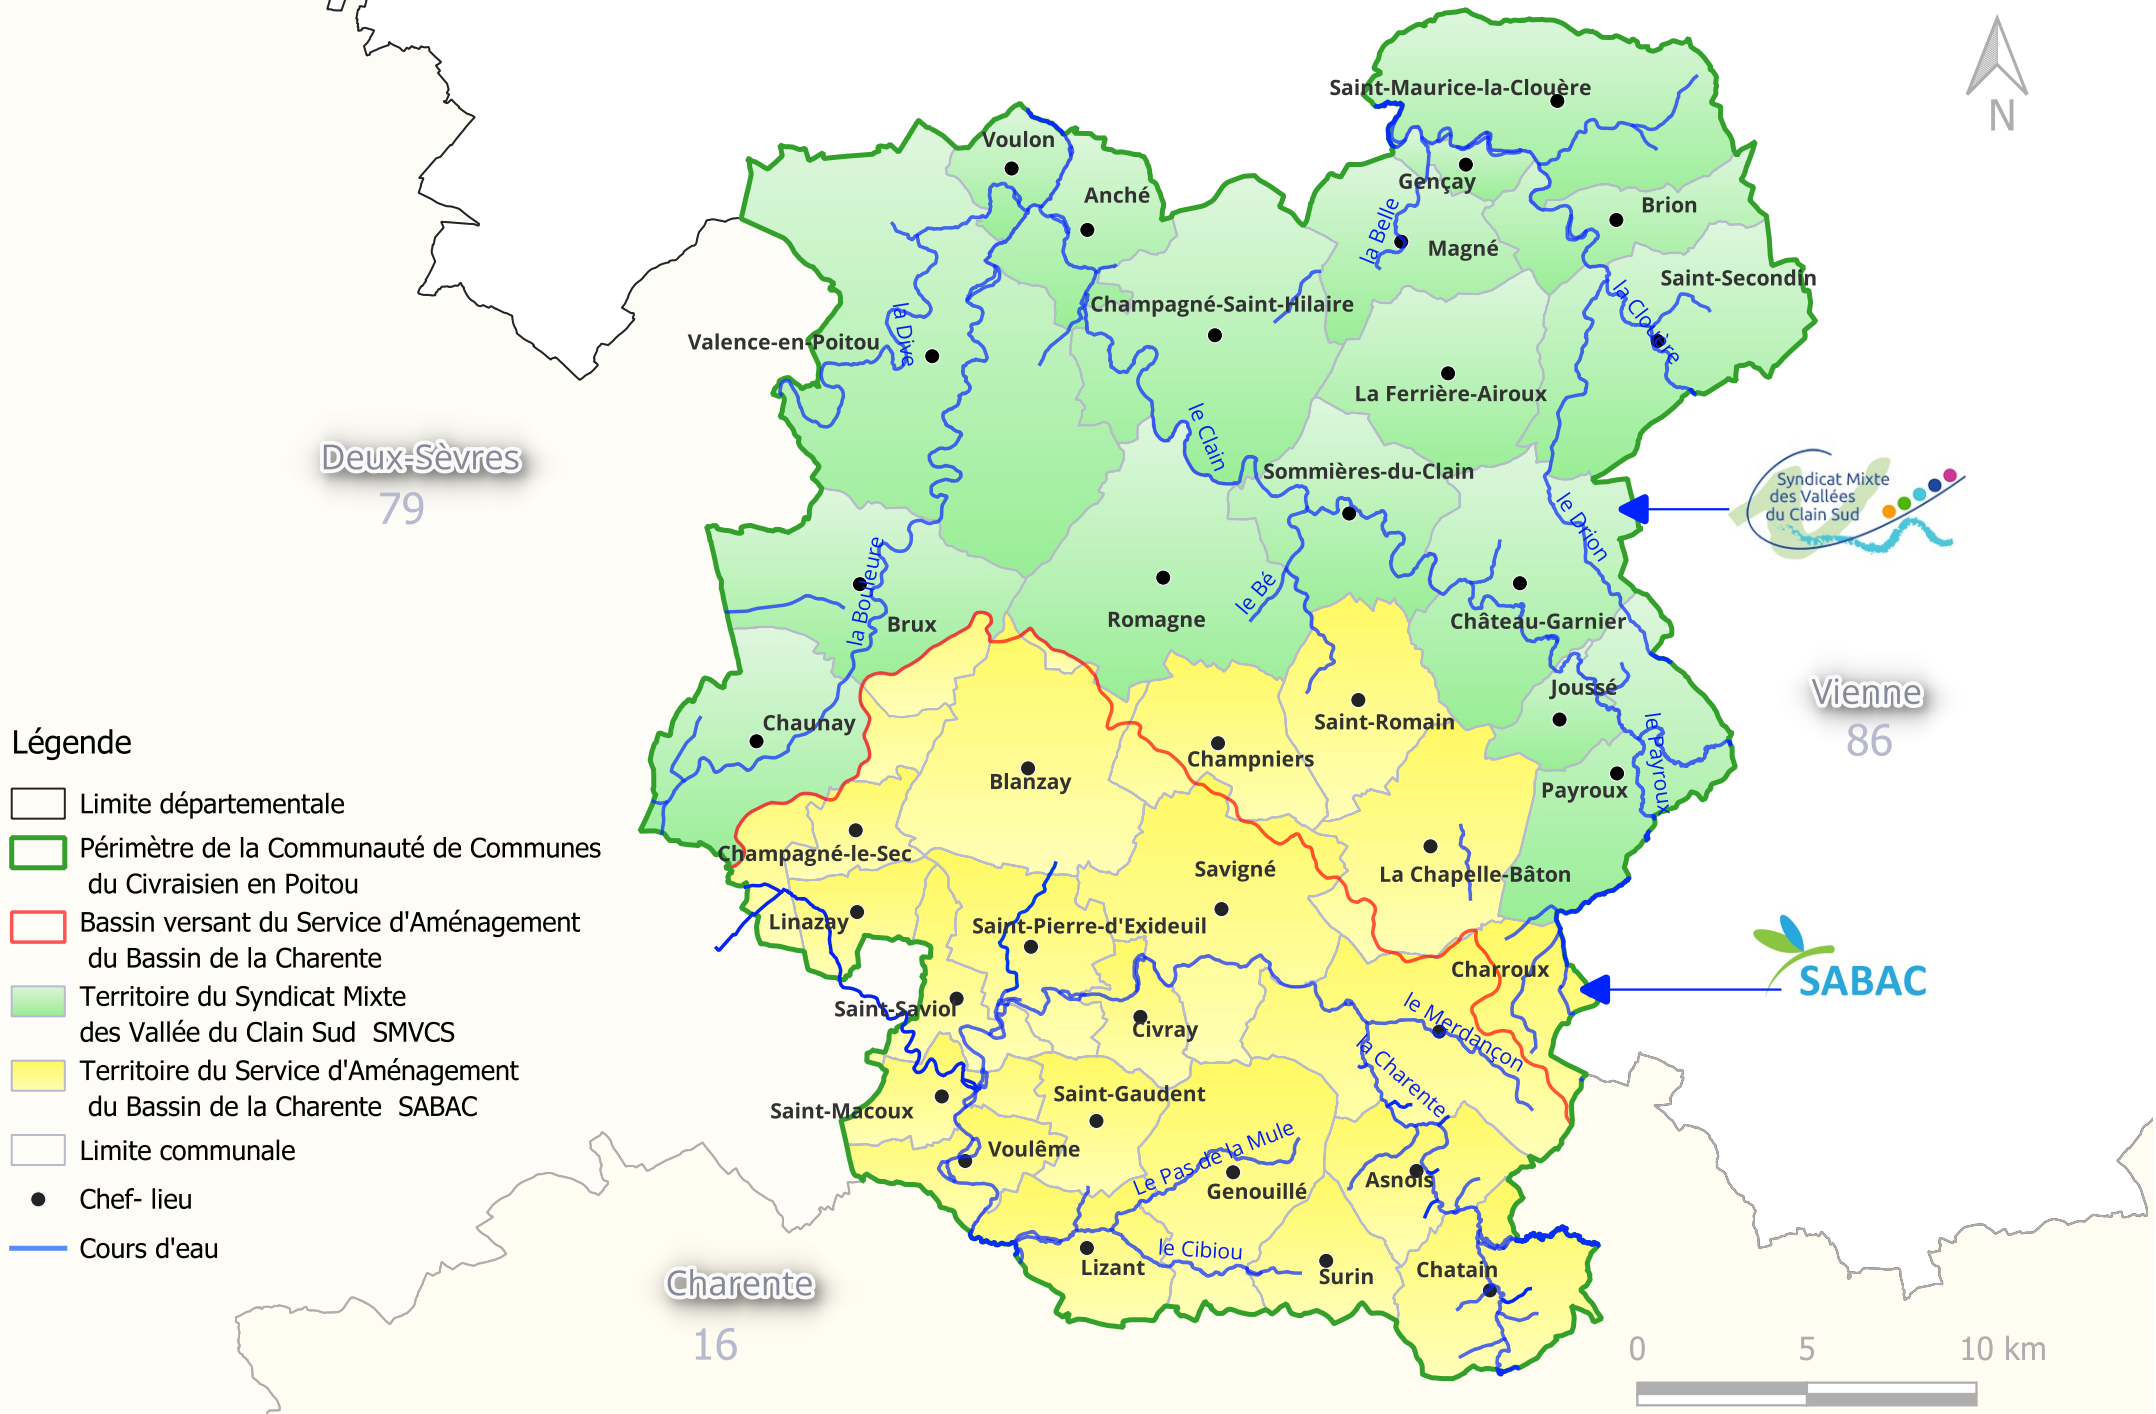 Saint-Maurice-la-Clouère
N
Voulon
Gençay
Anché
Brion
la Belle
Magné
Saint-Secondin
la Clouère
Champagné-Saint-Hilaire
la Dive
Valence-en-Poitou
La Ferrière-Airoux
le Clain
Deux-Sèvres
79
Sommières-du-Clain
Syndicat Mixte
des Vallées
du Clain Sud
le Drion
la Bouleure
le Bé
Brux
Romagne
Château-Garnier
Joussé
Vienne
86
Chaunay
Saint-Romain
le Payroux
Champniers
Blanzay
Payroux
Légende
Limite départementale
Périmètre de la Communauté de Communes
du Civraisien en Poitou
Bassin versant du Service d'Aménagement
du Bassin de la Charente
Territoire du Syndicat Mixte
des Vallée du Clain Sud SMVCS
Territoire du Service d'Aménagement
du Bassin de la Charente SABAC
Limite communale
Chef- lieu
Cours d'eau
Champagné-le-Sec
Savigné
La Chapelle-Bâton
Linazay
Saint-Pierre-d'Exideuil
Charroux
SABAC
Saint-Saviol
Civray
le Merdançon
la Charente
Saint-Gaudent
Saint-Macoux
Voulême
Le Pas de la Mule
Genouillé
Asnois
le Cibiou
Lizant
Surin
Chatain
Charente
16
0 5 10 km